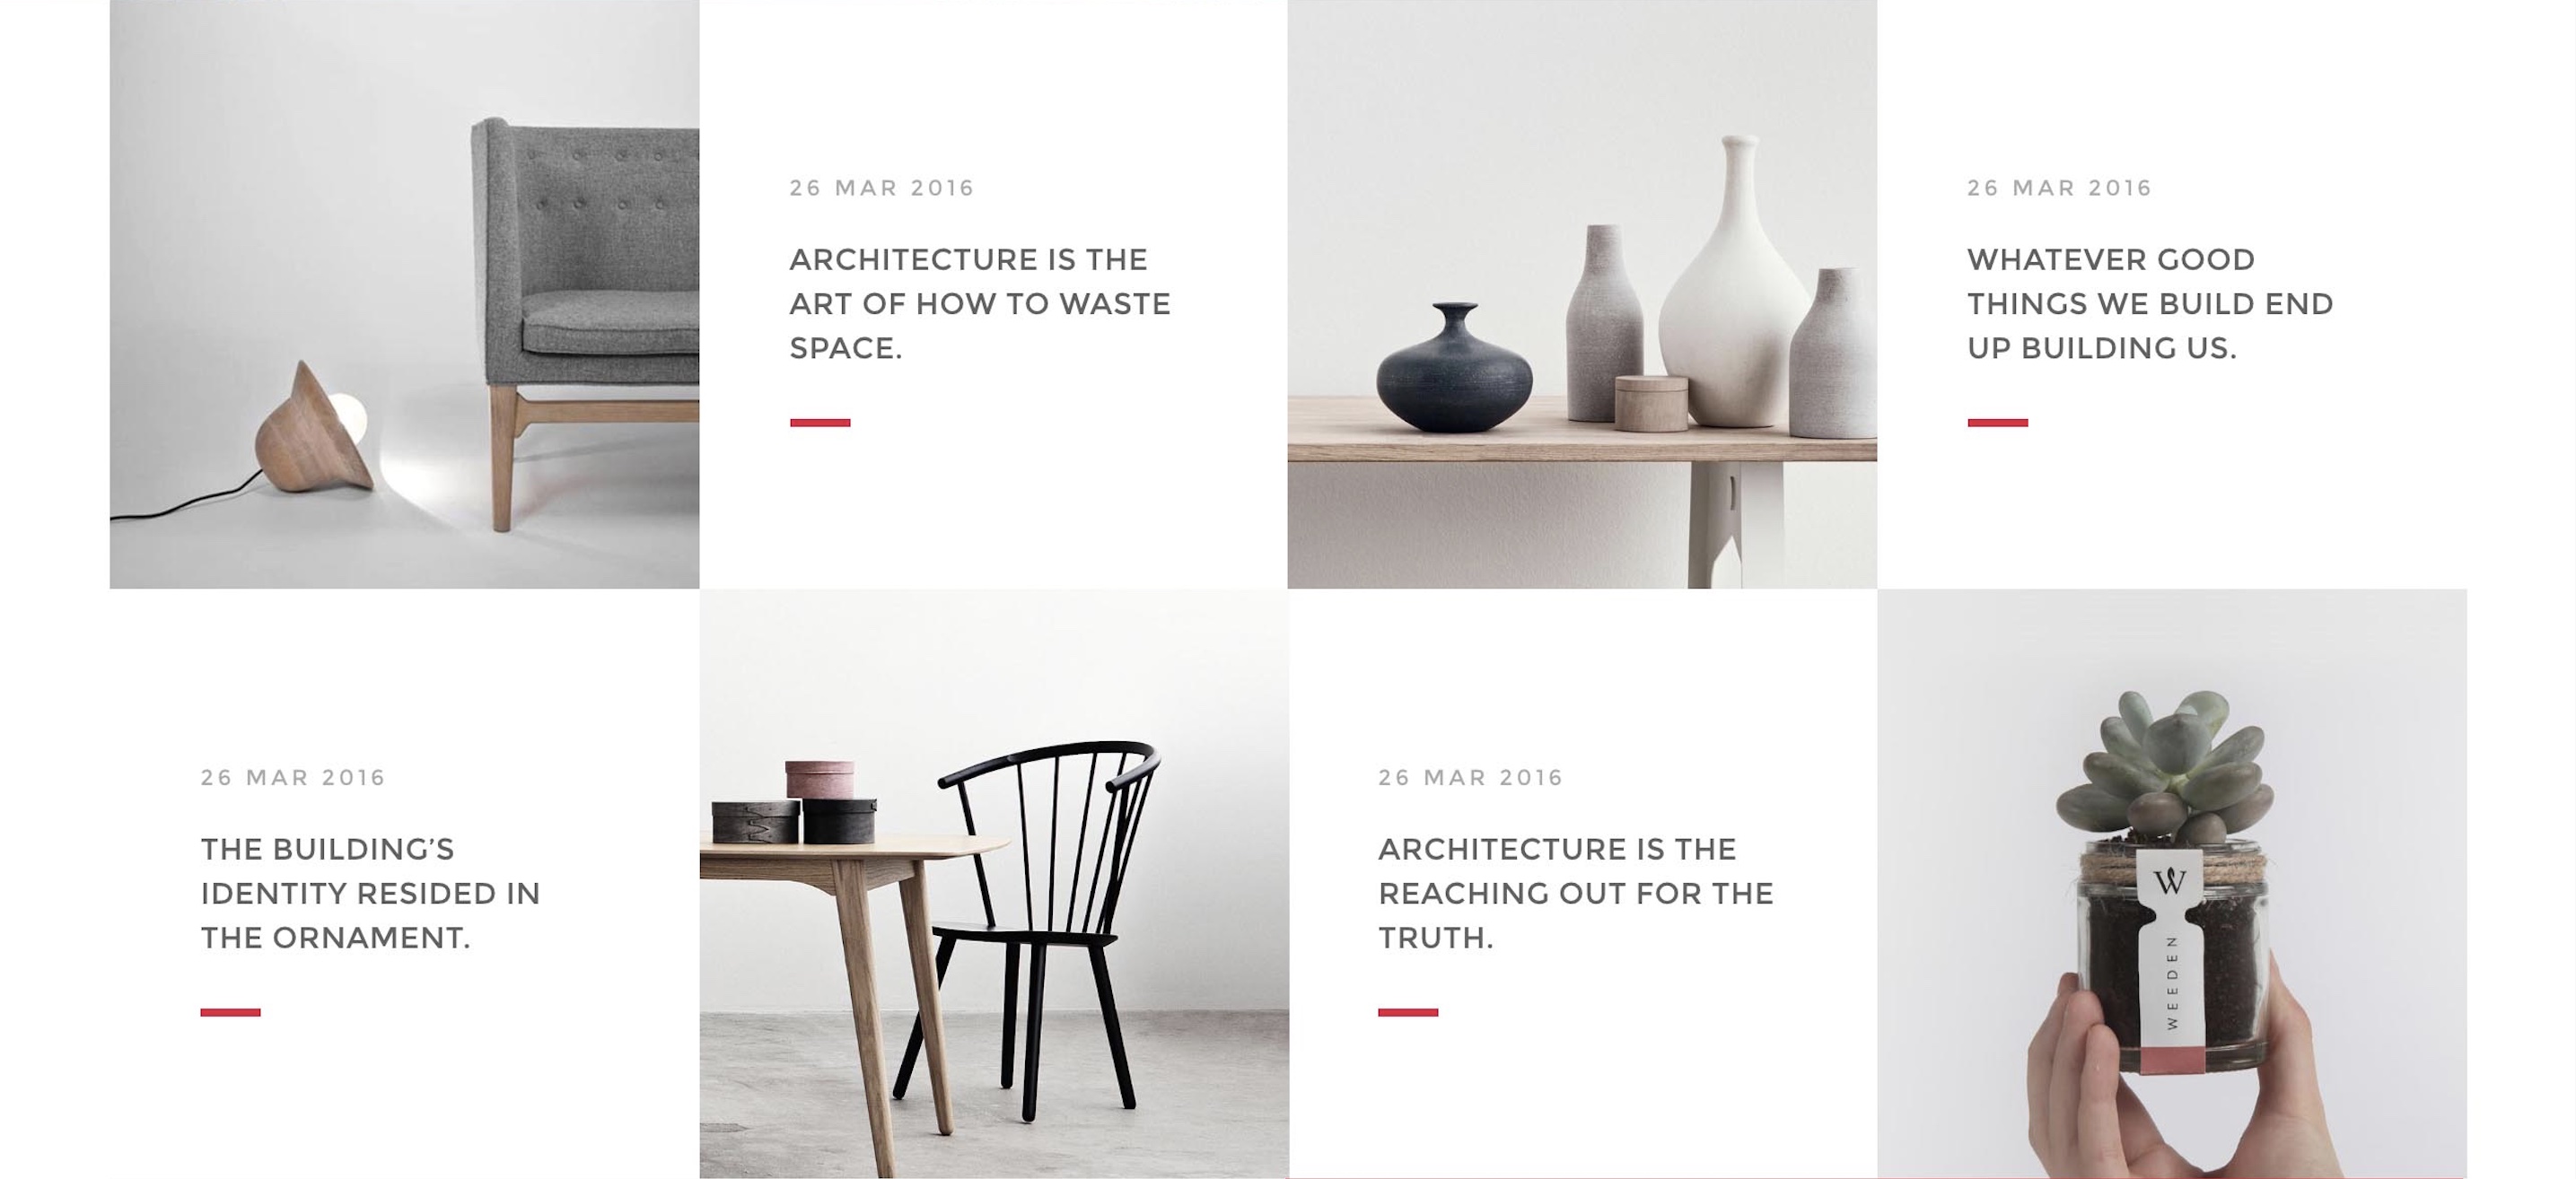 26 MAR 2016
ARCHITECTURE IS THE
ART OF HOW TO WASTE
SPACE.
26 MAR 2016
WHATEVER GOOD
THINGS WE BUILD END
UP BUILDING US.
26 MAR 2016
THE BUILDING’S
IDENTITY RESIDED IN
THE ORNAMENT.
26 MAR 2016
ARCHITECTURE IS THE
REACHING OUT FOR THE
TRUTH.
W
WEEDEN